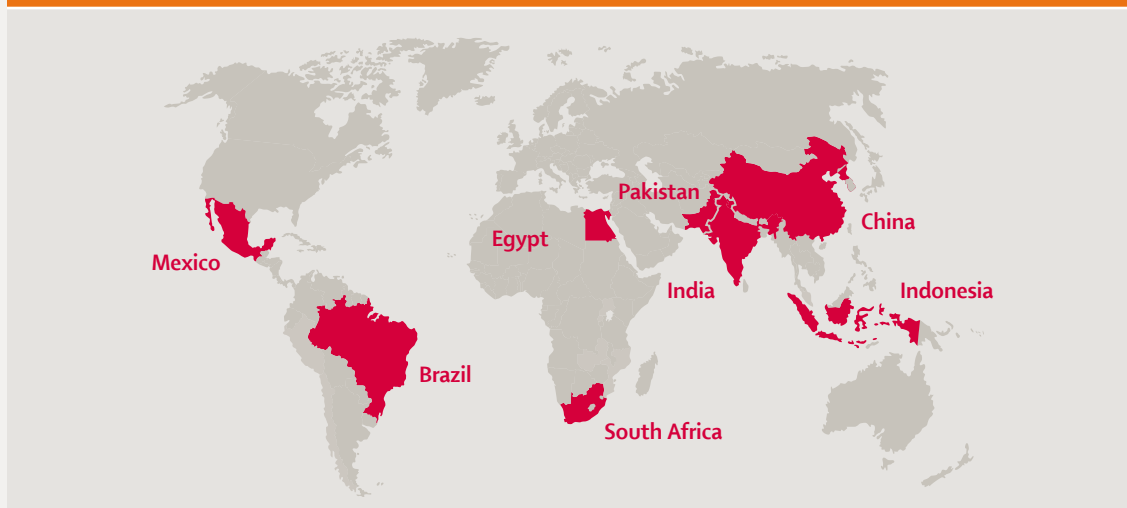 Pakistan
China
Egypt
Mexico
India
Indonesia
Brazil
South Africa